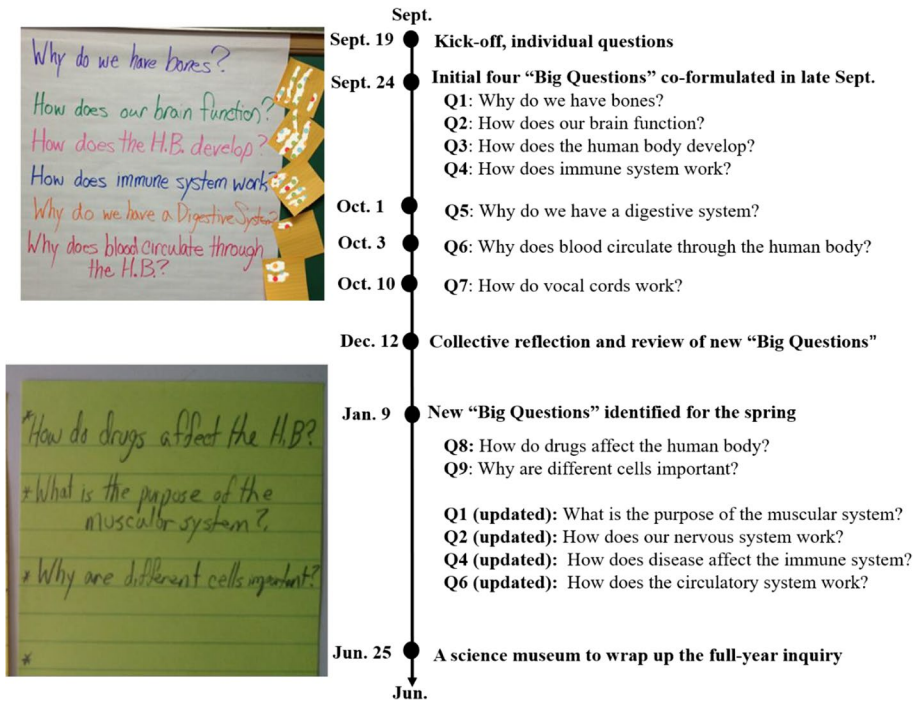 Why do we have bones?
How does our brain function?
How does the H.B. develop?
How does immune system work?
Why do we have a Digestive System?
Why does blood circulate through
the H.B.?
*How do drugs affect the H.B?
*What is the purpose of the
muscular system?
*Why are different cells important?
*
Sept.
Sept. 19 Kick-off, individual questions
Sept. 24 Initial four “Big Questions” co-formulated in late Sept.
Q1: Why do we have bones?
Q2: How does our brain function?
Q3: How does the human body develop?
Q4: How does immune system work?
Oct. 1 Q5: Why do we have a digestive system?
Oct. 3 Q6: Why does blood circulate through the human body?
Oct. 10 Q7: How do vocal cords work?
Dec. 12 Collective reflection and review of new “Big Questions”
Jan. 9 New “Big Questions” identified for the spring
Q8: How do drugs affect the human body?
Q9: Why are different cells important?
Q1 (updated): What is the purpose of the muscular system?
Q2 (updated): How does our nervous system work?
Q4 (updated): How does disease affect the immune system?
Q6 (updated): How does the circulatory system work?
Jun. 25 A science museum to wrap up the full-year inquiry
Jun.